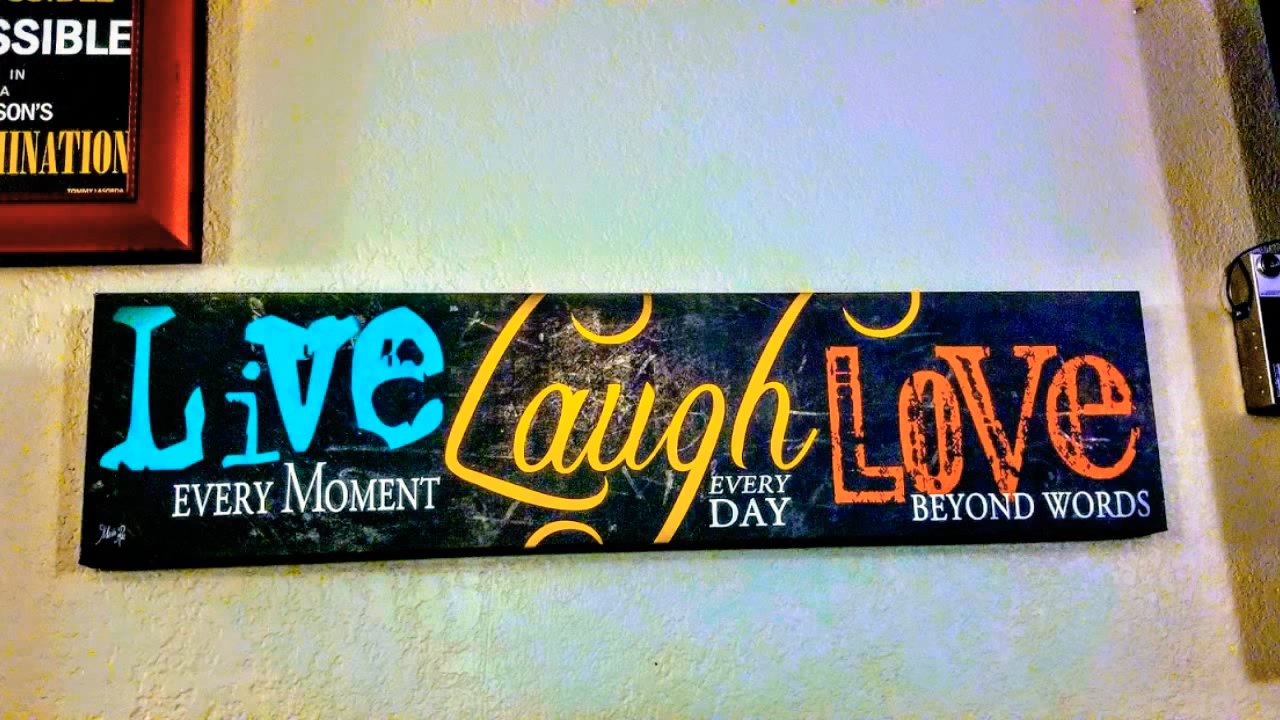 SSIBLE
IN
A
SON'S
MINATION
TOMMY LASORDA
Live
EVERY MOMENT
Laugh
EVERY
DAY
LoVe
BEYOND WORDS